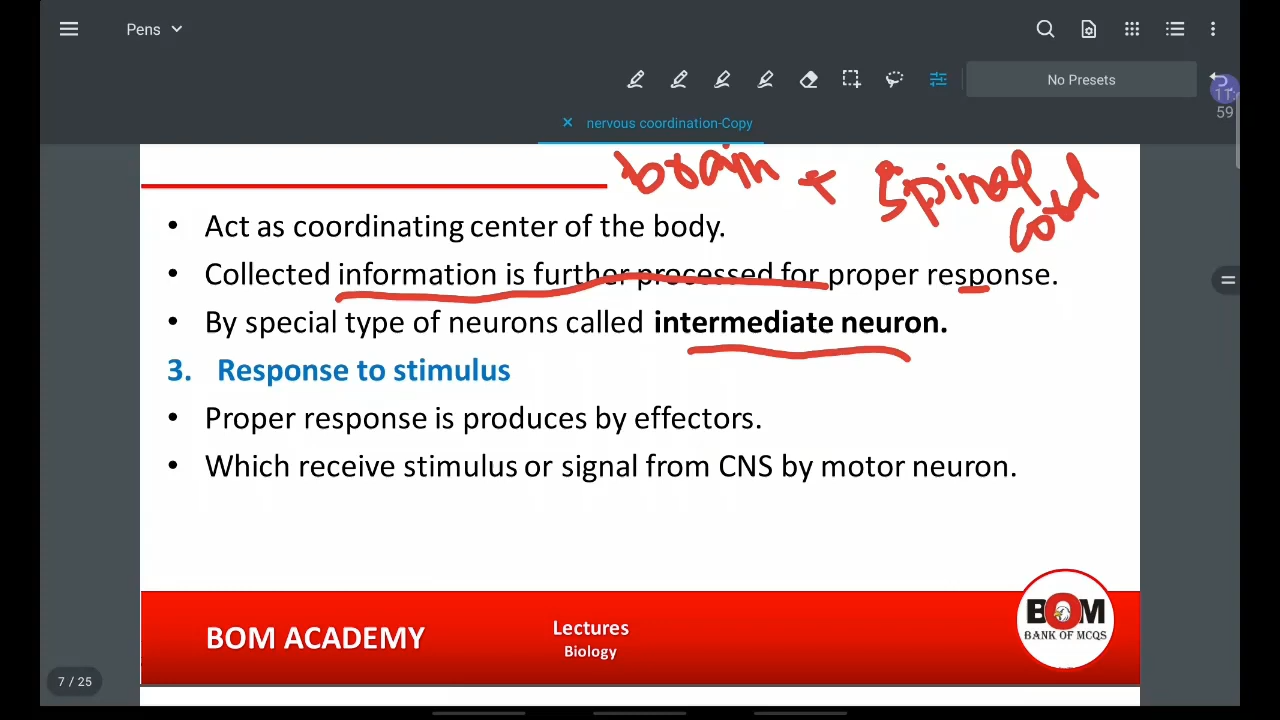 Pens
No Presets
11:
59
nervous coordination-Copy
brain + Spinal
cord
• Act as coordinating center of the body.
• Collected information is further processed for proper response.
• By special type of neurons called intermediate neuron.
3. Response to stimulus
• Proper response is produces by effectors.
• Which receive stimulus or signal from CNS by motor neuron.
BOM ACADEMY
Lectures
Biology
BOM
BANK OF MCQS
7 / 25